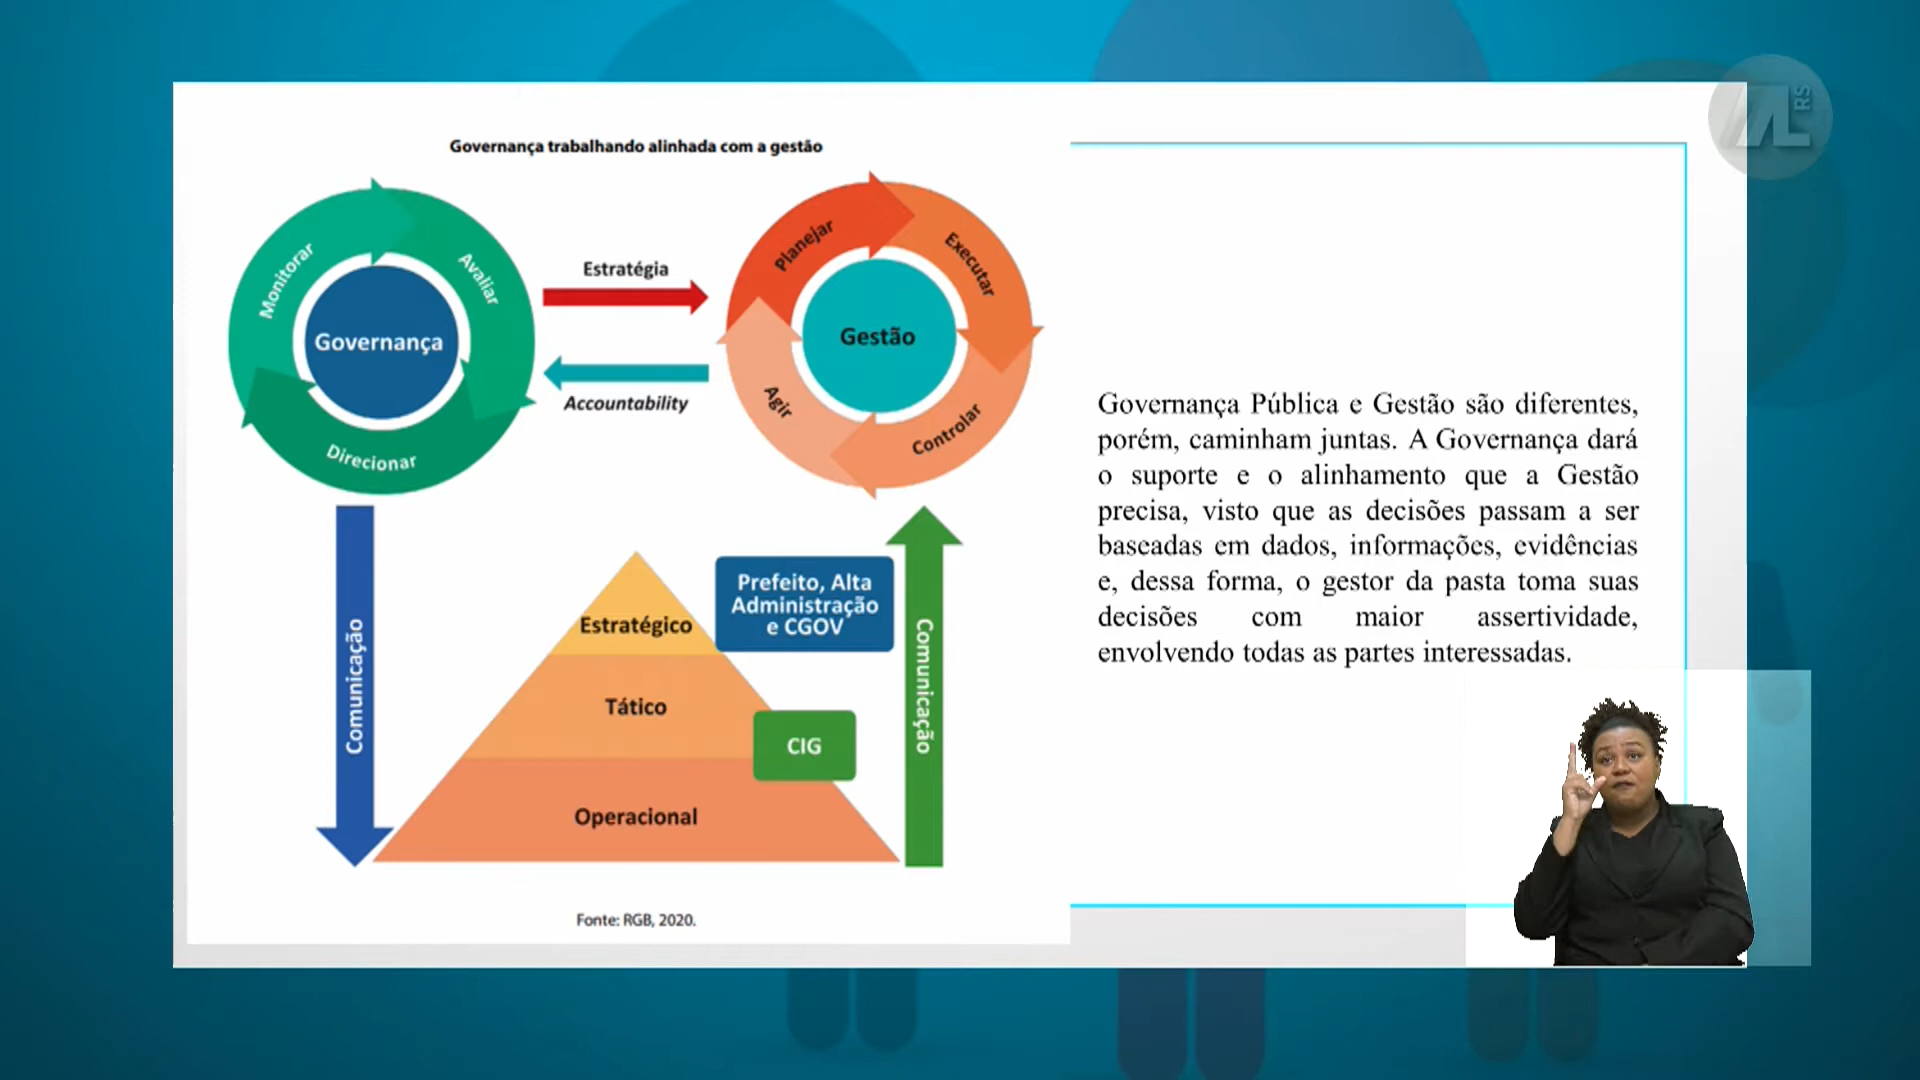 Governança trabalhando alinhada com a gestão
Monitorar
Avaliar
Direcionar
Governança
Estratégia
Accountability
Planejar
Executar
Controlar
Agir
Gestão
Comunicação
Estratégico
Tático
Operacional
Prefeito, Alta
Administração
e CGOV
CIG
Comunicação
Fonte: RGB, 2020.
Governança Pública e Gestão são diferentes,
porém, caminham juntas. A Governança dará
o suporte e o alinhamento que a Gestão
precisa, visto que as decisões passam a ser
baseadas em dados, informações, evidências
e, dessa forma, o gestor da pasta toma suas
decisões com maior assertividade,
envolvendo todas as partes interessadas.
AL
RS